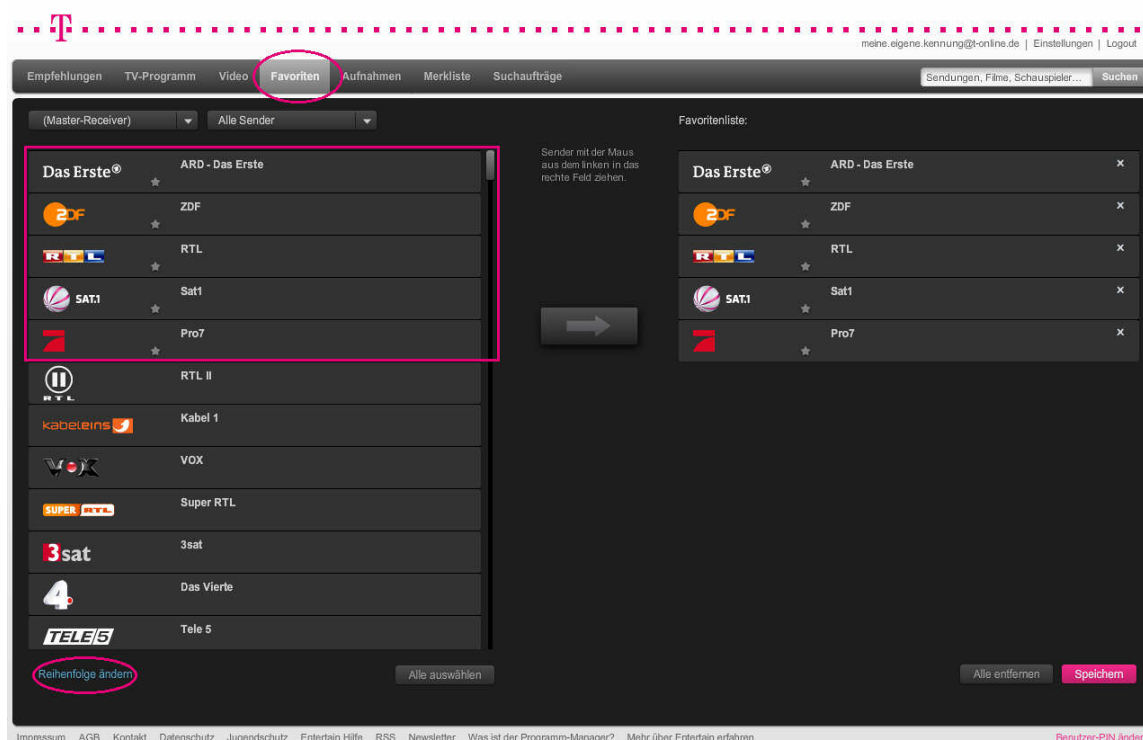 T
meine.eigene.kennung@t-online.de | Einstellungen | Logout
Empfehlungen TV-Programm Video Favoriten Aufnahmen Merkliste Suchaufträge
Sendungen, Filme, Schauspieler... Suchen
(Master-Receiver) Alle Sender
Favoritenliste:
Sender mit der Maus
aus dem linken in das
rechte Feld ziehen.
Das Erste ARD - Das Erste
ZDF ZDF
RTL RTL
SAT.1 Sat1
Pro7
II RTL RTL II
kabeleins Kabel 1
VOX VOX
SUPER RTL Super RTL
3sat 3sat
4. Das Vierte
TELE 5 Tele 5
Das Erste ARD - Das Erste ×
ZDF ZDF ×
RTL RTL ×
SAT.1 Sat1 ×
Pro7 ×
Reihenfolge ändern Alle auswählen
Alle entfernen Speichern
Impressum AGB Kontakt Datenschutz Jugendschutz Entertain Hilfe RSS Newsletter Was ist der Programm-Manager? Mehr über Entertain erfahren
Benutzer-PIN änder